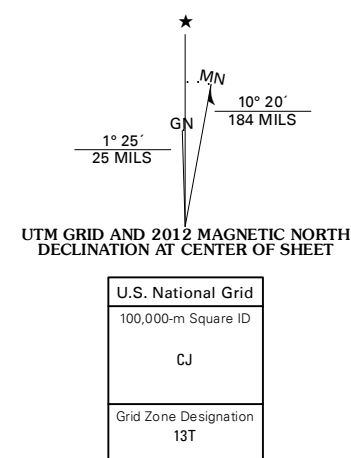 ★
MN
GN
10° 20´
184 MILS
1° 25´
25 MILS
UTM GRID AND 2012 MAGNETIC NORTH
DECLINATION AT CENTER OF SHEET
U.S. National Grid
100,000-m Square ID
CJ
Grid Zone Designation
13T